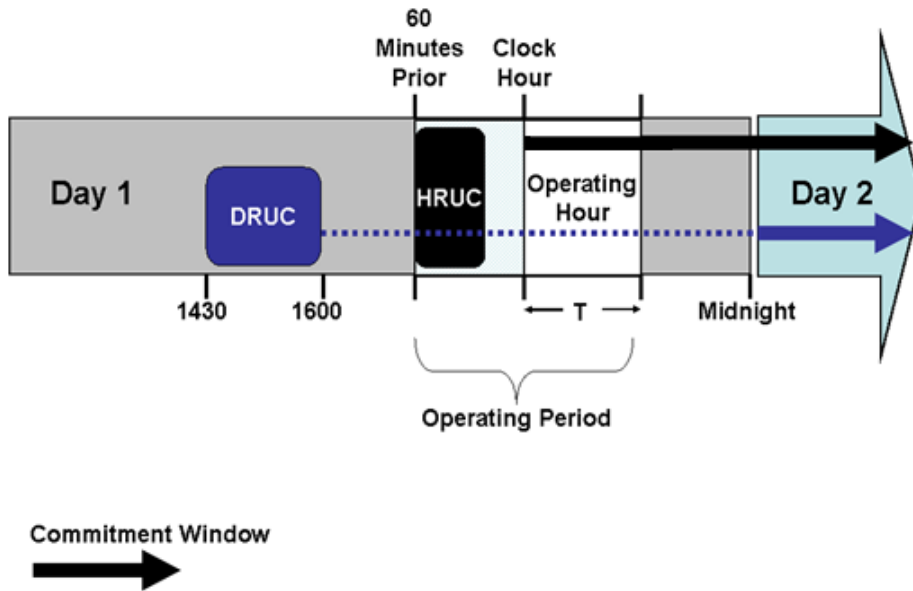 60
Minutes
Prior
Clock
Hour
Day 1
DRUC
HRUC
Operating
Hour
Day 2
1430
1600
T
Midnight
Operating Period
Commitment Window